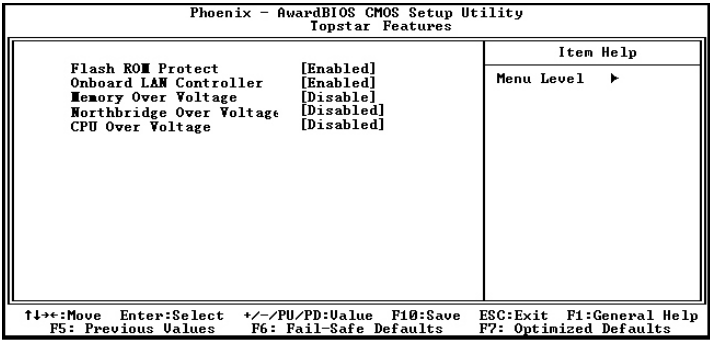 Phoenix - AwardBIOS CMOS Setup Utility
Topstar Features
Item Help
Flash ROM Protect [Enabled]
Onboard LAN Controller [Enabled]
Memory Over Voltage [Disable]
Northbridge Over Voltage [Disabled]
CPU Over Voltage [Disabled]
Menu Level ▶
↑↓→←:Move Enter:Select +/-/PU/PD:Value F10:Save ESC:Exit F1:General Help
F5: Previous Values F6: Fail-Safe Defaults F7: Optimized Defaults